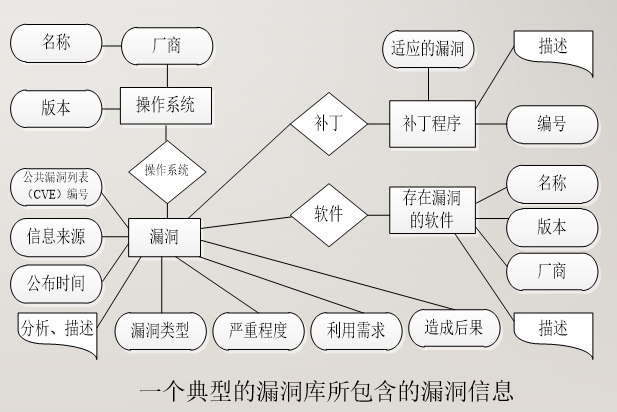 名称
厂商
适应的漏洞
描述
版本
操作系统
补丁
补丁程序
编号
操作系统
公共漏洞列表
（CVE）编号
名称
存在漏洞
的软件
软件
版本
信息来源
漏洞
厂商
公布时间
分析、描述
漏洞类型
严重程度
利用需求
造成后果
描述
一个典型的漏洞库所包含的漏洞信息